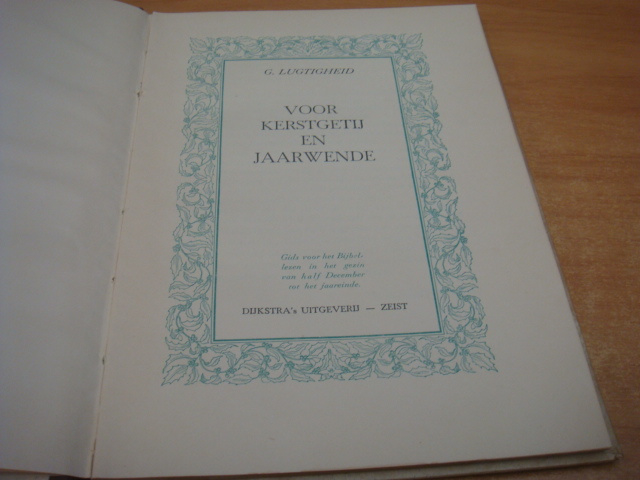 G. LUGTIGHEID
VOOR
KERSTGETIJ
EN
JAARWENDE
Gids voor het Bijbel-
lezen in het gezin
van half December
tot het jaareinde.
DIJKSTRA's UITGEVERIJ — ZEIST